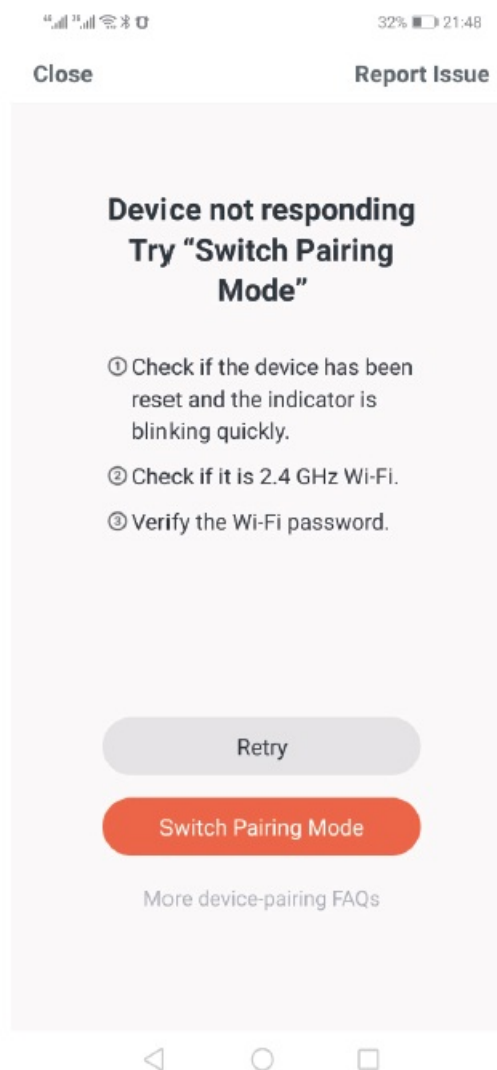 32% 21:48
Close Report Issue
Device not responding
Try “Switch Pairing
Mode”
① Check if the device has been
reset and the indicator is
blinking quickly.
② Check if it is 2.4 GHz Wi-Fi.
③ Verify the Wi-Fi password.
Retry
Switch Pairing Mode
More device-pairing FAQs